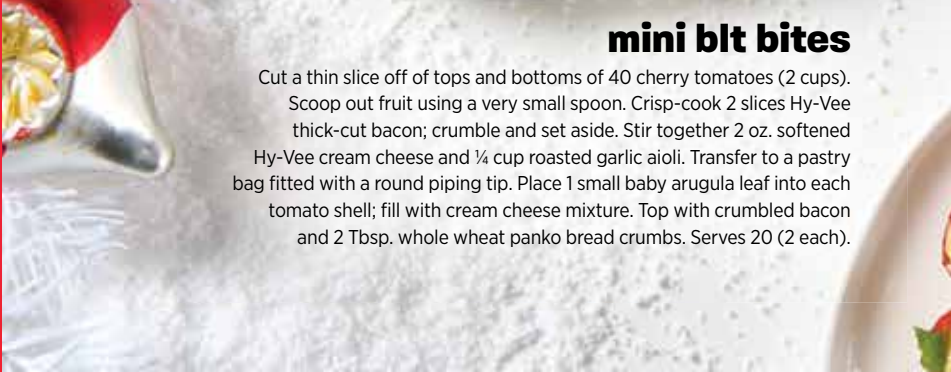 mini blt bites
Cut a thin slice off of tops and bottoms of 40 cherry tomatoes (2 cups).
Scoop out fruit using a very small spoon. Crisp-cook 2 slices Hy-Vee
thick-cut bacon; crumble and set aside. Stir together 2 oz. softened
Hy-Vee cream cheese and ¼ cup roasted garlic aioli. Transfer to a pastry
bag fitted with a round piping tip. Place 1 small baby arugula leaf into each
tomato shell; fill with cream cheese mixture. Top with crumbled bacon
and 2 Tbsp. whole wheat panko bread crumbs. Serves 20 (2 each).